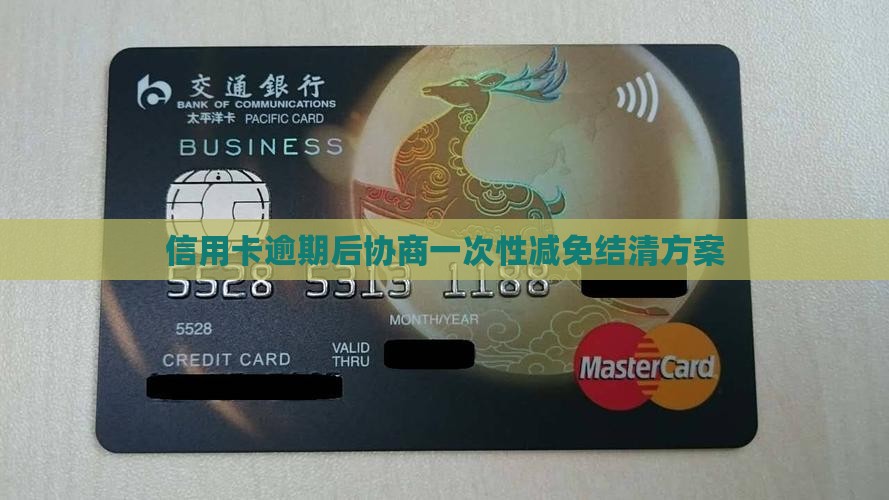 交通銀行
BANK OF COMMUNICATIONS
太平洋卡 PACIFIC CARD
BUSINESS
信用卡逾期后协商一次性减免结清方案
5528 5313 1188
5528
MONTH/YEAR
CREDIT CARD
VALID
THRU
MasterCard